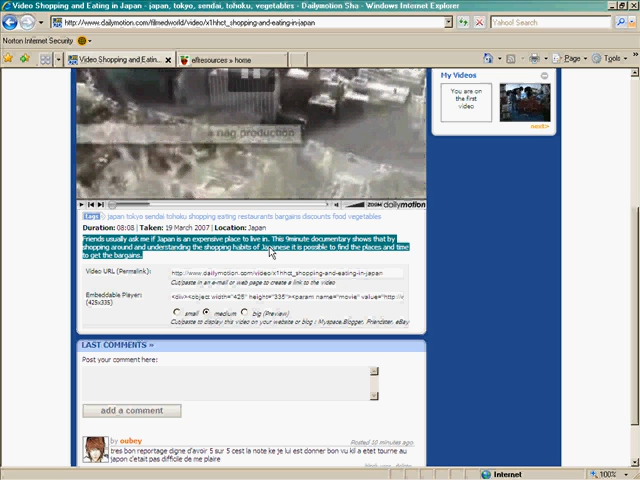 Video Shopping and Eating in Japan - japan, tokyo, sendai, tohoku, vegetables - Dailymotion Sha - Windows Internet Explorer
http://www.dailymotion.com/filmedworld/video/x1hhct_shopping-and-eating-in-japan
Yahoo! Search
Norton Internet Security
Video Shopping and Eating...
eflresources » home
Page
Tools
a nag production
My Videos
You are on
the first
video
next>
ZOOM dailymotion
Tags japan tokyo sendai tohoku shopping eating restaurants bargains discounts food vegetables
Duration: 08:08 | Taken: 19 March 2007 | Location: Japan
Friends usually ask me if Japan is an expensive place to live in. This 9minute documentary shows that by
shopping around and understanding the shopping habits of Japanese it is possible to find the places and time
to get the bargains.
Video URL (Permalink):
http://www.dailymotion.com/video/x1hhct_shopping-and-eating-in-japan
Cut/paste in an e-mail or web page to create a link to the video
Embeddable Player:
(425x335)
<div><object width="425" height="335"><param name="movie" value="http://
small medium big (Preview)
Cut/paste to display this video on your website or blog : Myspace,Blogger, Friendster, eBay
LAST COMMENTS »
Post your comment here:
add a comment
by oubey
Posted 10 minutes ago.
tres bon reportage digne d'avoir 5 sur 5 cest la note ke je lui est donner bon vu kil a etet tourne au
japon c'etait pas difficile de me plaire
Internet
100%